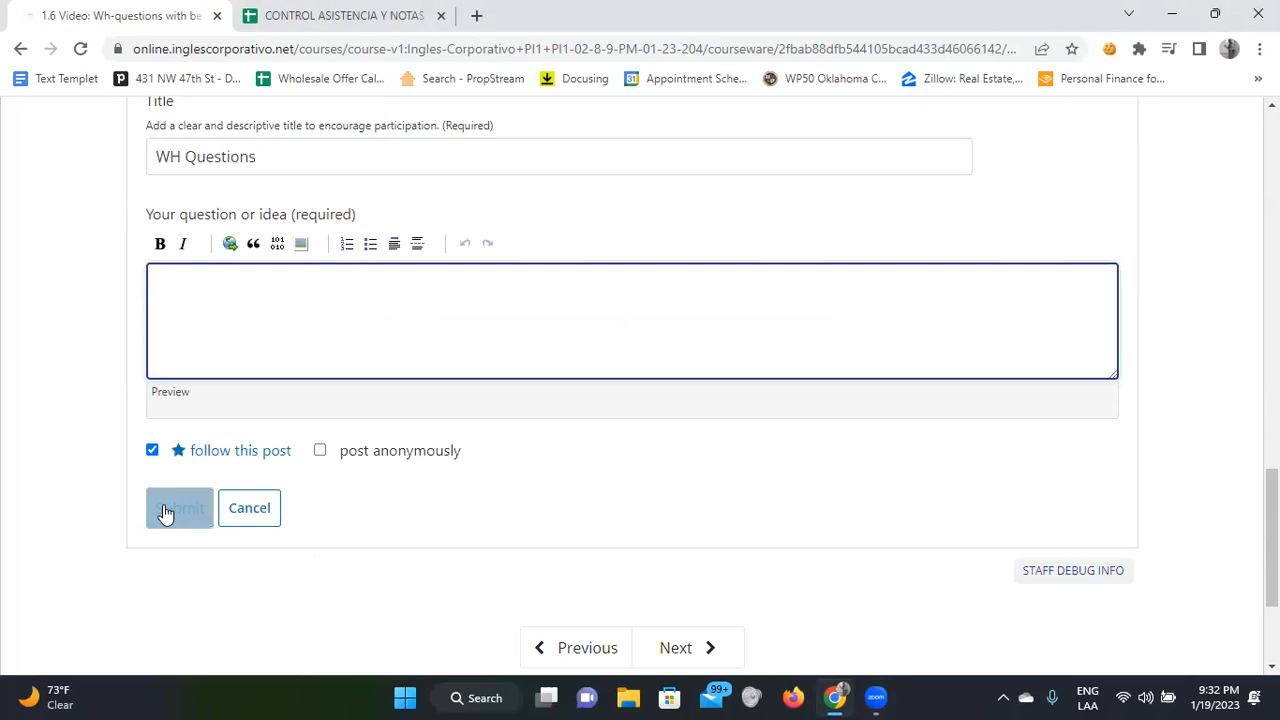 1.6 Video: Wh-questions with be
CONTROL ASISTENCIA Y NOTAS
online.inglescorporativo.net/courses/course-v1:Ingles-Corporativo+PI1+PI1-02-8-9-PM-01-23-204/courseware/2fbab88dfb544105bcad433d46066142/...
Text Templet
431 NW 47th St - D...
Wholesale Offer Cal...
Search - PropStream
Docusing
Appointment Sche...
WP50 Oklahoma C...
Zillow: Real Estate,...
Personal Finance fo...
»
Title
Add a clear and descriptive title to encourage participation. (Required)
WH Questions
Your question or idea (required)
B I
101
010
Preview
follow this post
post anonymously
Submit
Cancel
STAFF DEBUG INFO
Previous
Next
73°F
Clear
Search
99+
zoom
ENG
LAA
9:32 PM
1/19/2023